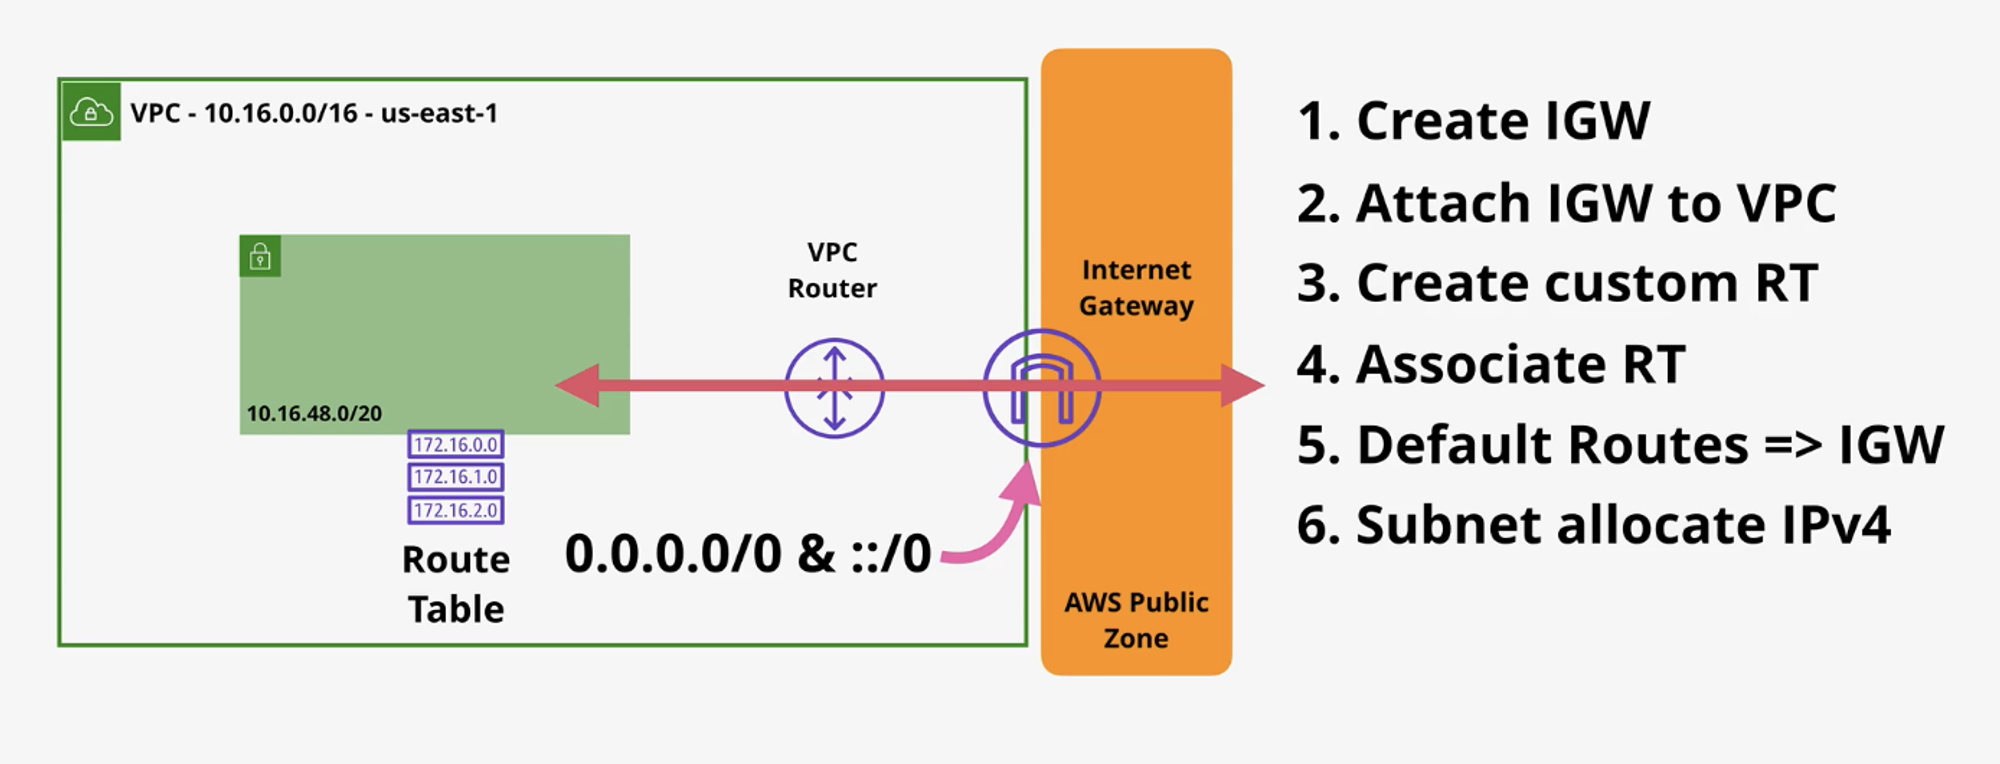 VPC - 10.16.0.0/16 - us-east-1
VPC
Router
10.16.48.0/20
172.16.0.0
172.16.1.0
172.16.2.0
Route
Table
0.0.0.0/0 & ::/0
Internet
Gateway
AWS Public
Zone
1. Create IGW
2. Attach IGW to VPC
3. Create custom RT
4. Associate RT
5. Default Routes => IGW
6. Subnet allocate IPv4